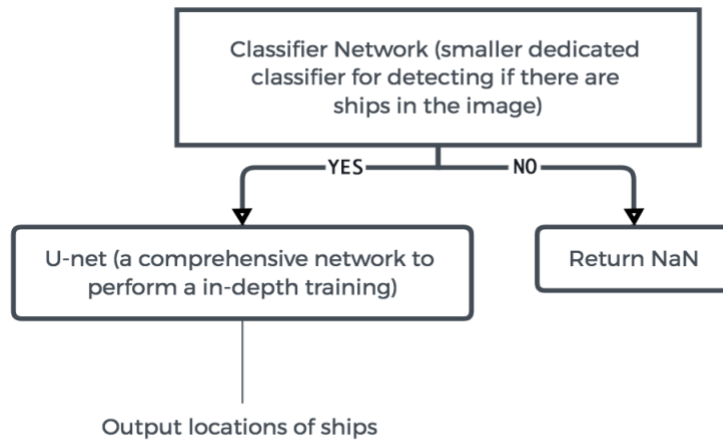 Classifier Network (smaller dedicated
classifier for detecting if there are
ships in the image)
YES
NO
U-net (a comprehensive network to
perform a in-depth training)
Return NaN
Output locations of ships